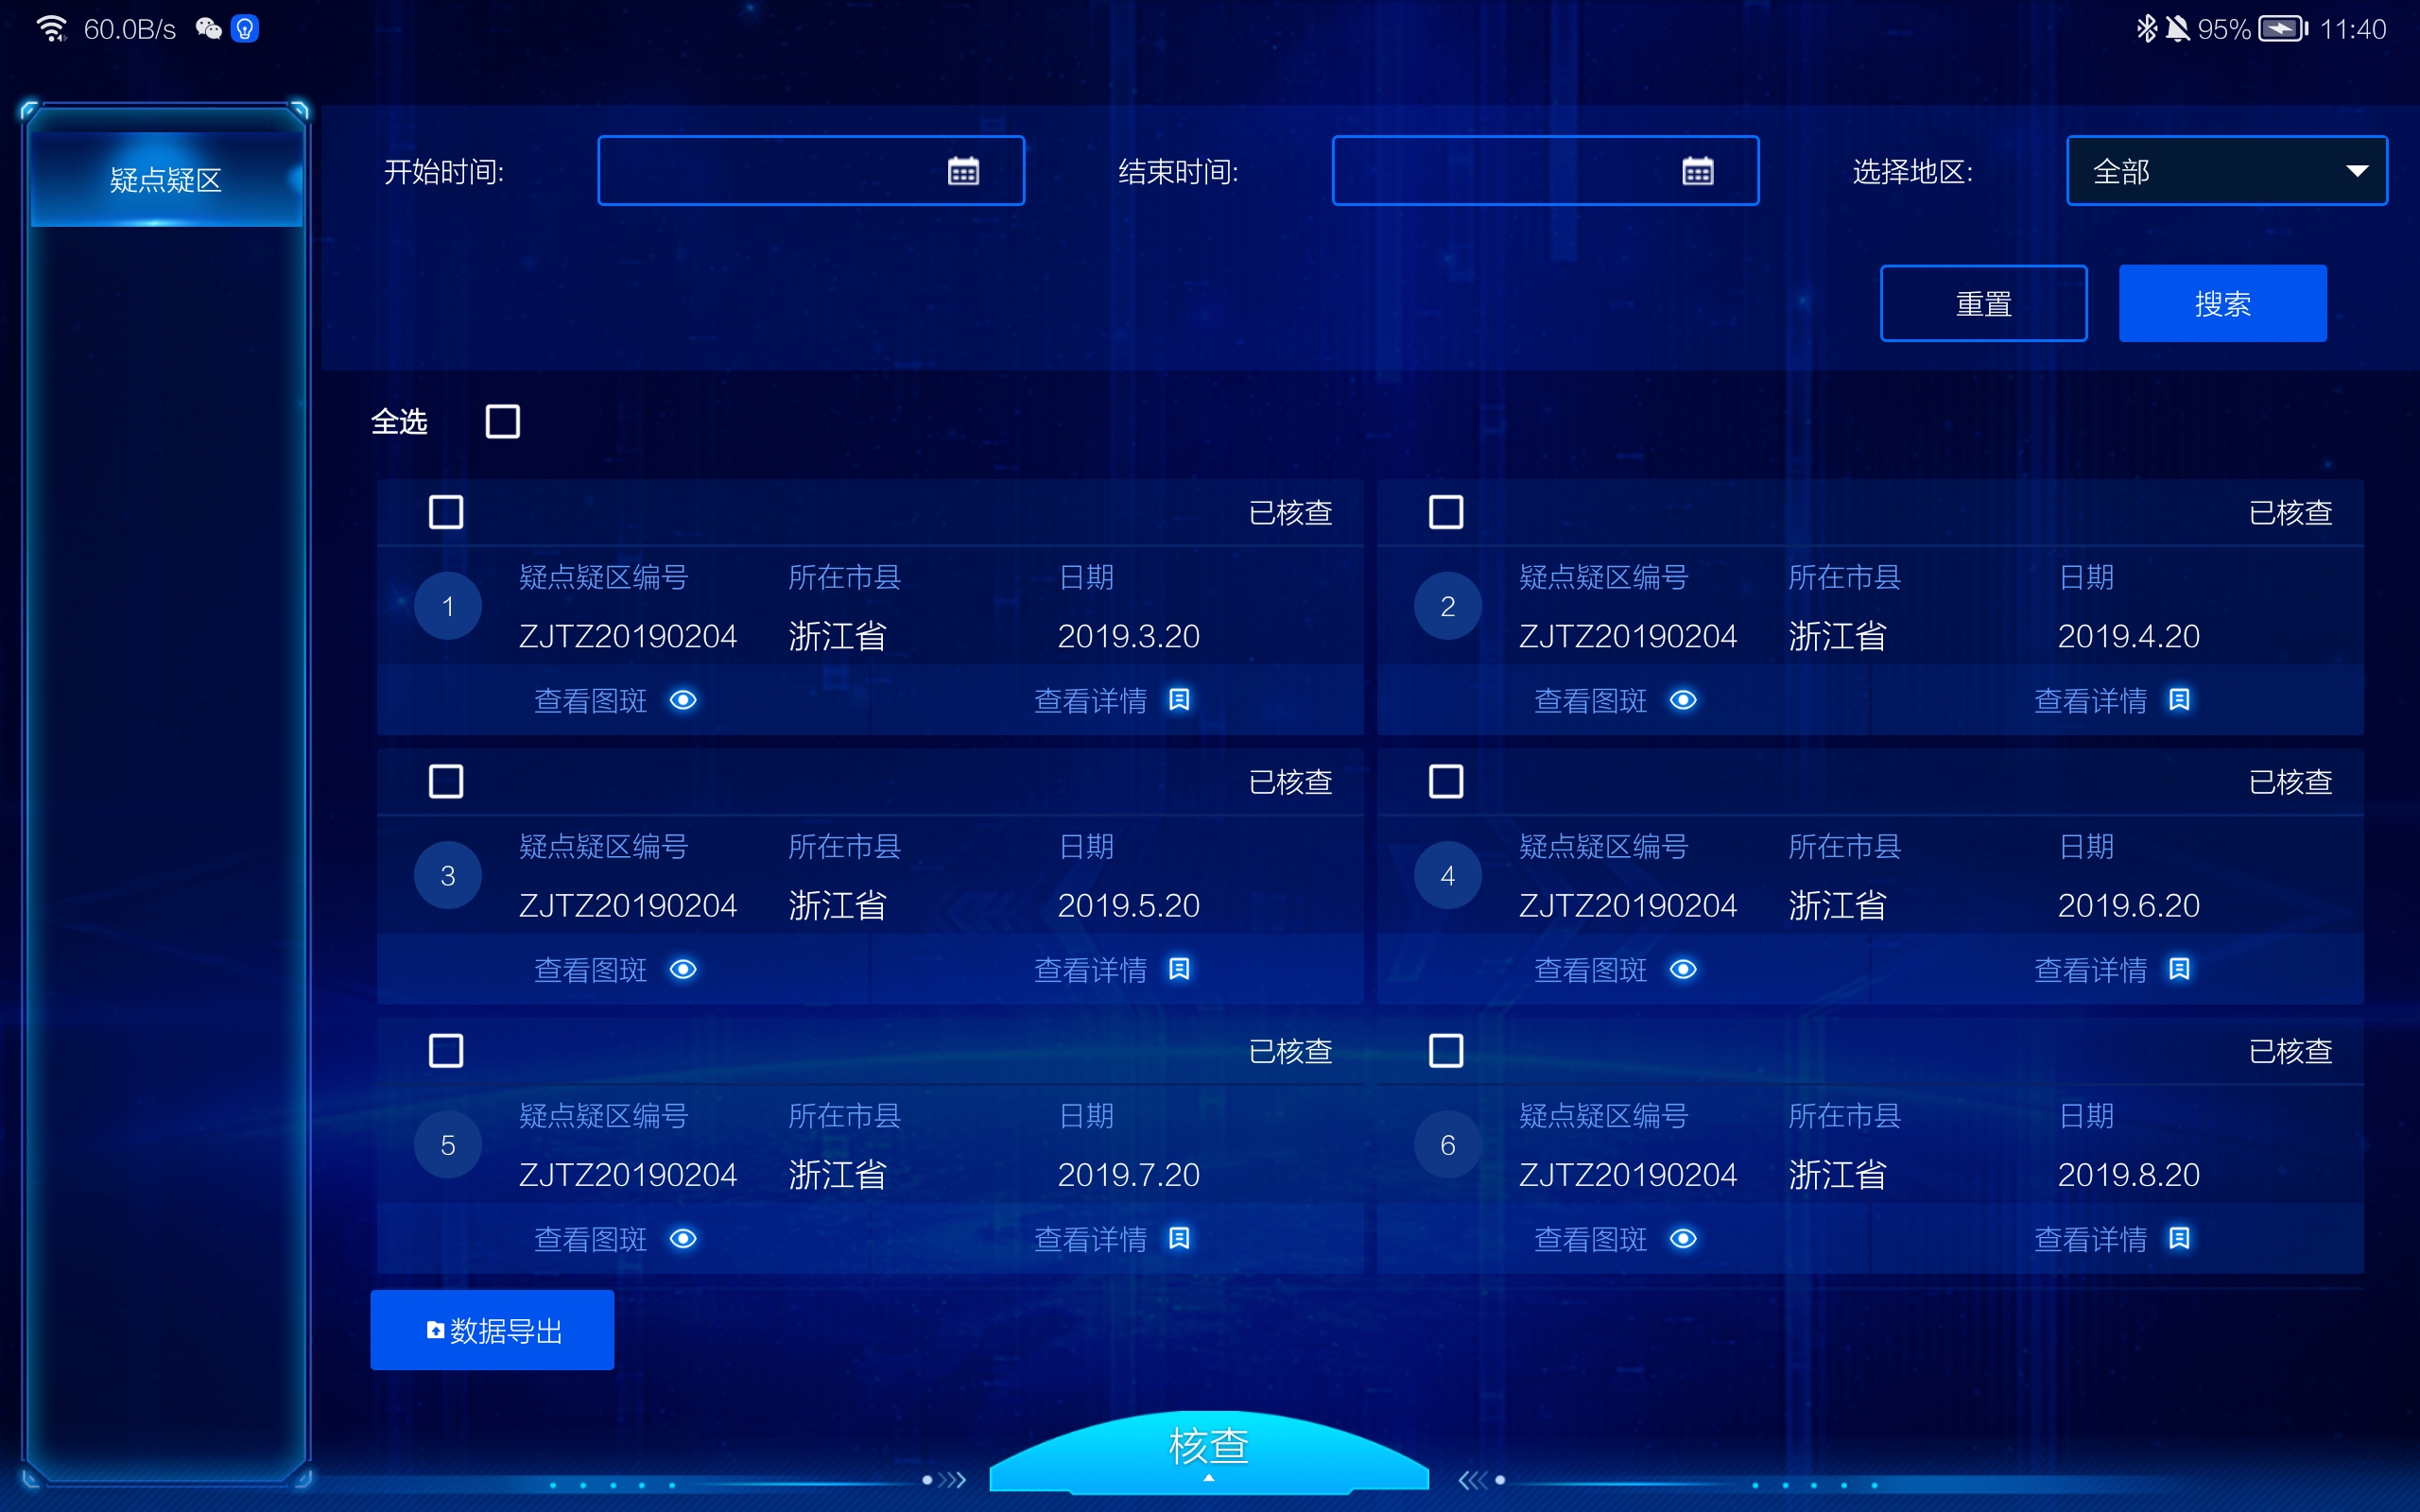 60.0B/s 95% 11:40
疑点疑区
开始时间: 结束时间: 选择地区: 全部
重置 搜索
全选
已核查 已核查
疑点疑区编号 所在市县 日期 疑点疑区编号 所在市县 日期
1 ZJTZ20190204 浙江省 2019.3.20 2 ZJTZ20190204 浙江省 2019.4.20
查看图斑 查看详情 查看图斑 查看详情
已核查 已核查
疑点疑区编号 所在市县 日期 疑点疑区编号 所在市县 日期
3 ZJTZ20190204 浙江省 2019.5.20 4 ZJTZ20190204 浙江省 2019.6.20
查看图斑 查看详情 查看图斑 查看详情
已核查 已核查
疑点疑区编号 所在市县 日期 疑点疑区编号 所在市县 日期
5 ZJTZ20190204 浙江省 2019.7.20 6 ZJTZ20190204 浙江省 2019.8.20
查看图斑 查看详情 查看图斑 查看详情
数据导出
核查